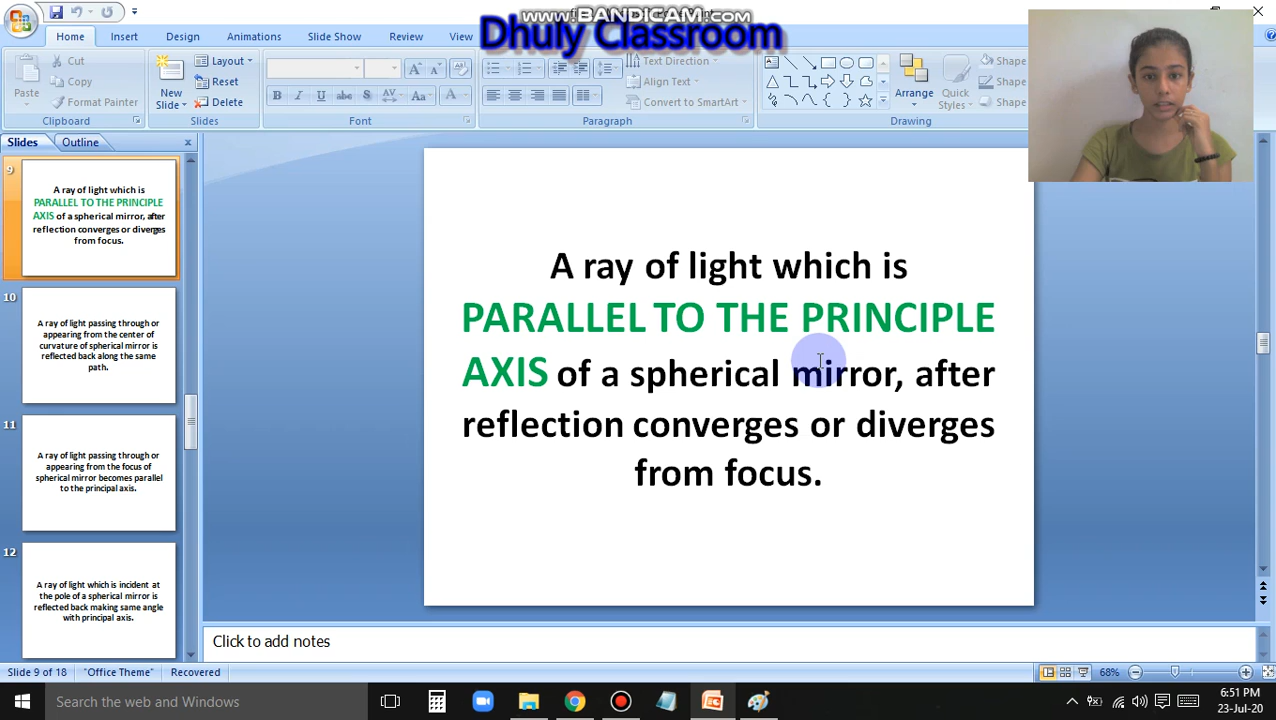 www.BANDICAM.com
Dhuly Classroom
Home Insert Design Animations Slide Show Review View
Paste
Cut
Copy
Format Painter
Clipboard
New Slide
Layout
Reset
Delete
Slides
B I U abc S AV Aa A
Font
Text Direction
Align Text
Convert to SmartArt
Paragraph
Arrange
Quick Styles
Shape
Shape
Shape
Drawing
Slides Outline
9
A ray of light which is
PARALLEL TO THE PRINCIPLE
AXIS of a spherical mirror, after
reflection converges or diverges
from focus.
10
A ray of light passing through or
appearing from the center of
curvature of spherical mirror is
reflected back along the same
path.
11
A ray of light passing through or
appearing from the focus of
spherical mirror becomes parallel
to the principal axis.
12
A ray of light which is incident at
the pole of a spherical mirror is
reflected back making same angle
with principal axis.
A ray of light which is
PARALLEL TO THE PRINCIPLE
AXIS of a spherical mirror, after
reflection converges or diverges
from focus.
Click to add notes
Slide 9 of 18 "Office Theme" Recovered 68%
Search the web and Windows
6:51 PM
23-Jul-20